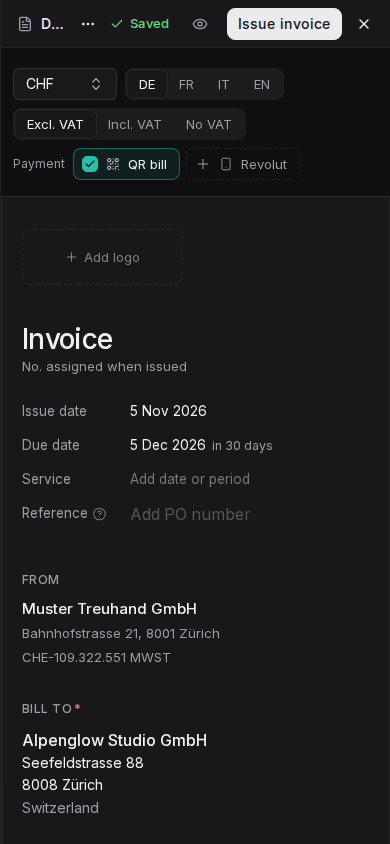 D... ... Saved Issue invoice
CHF DE FR IT EN
Excl. VAT Incl. VAT No VAT
Payment QR bill + Revolut
+ Add logo
Invoice
No. assigned when issued
Issue date 5 Nov 2026
Due date 5 Dec 2026 in 30 days
Service Add date or period
Reference ? Add PO number
FROM
Muster Treuhand GmbH
Bahnhofstrasse 21, 8001 Zürich
CHE-109.322.551 MWST
BILL TO*
Alpenglow Studio GmbH
Seefeldstrasse 88
8008 Zürich
Switzerland